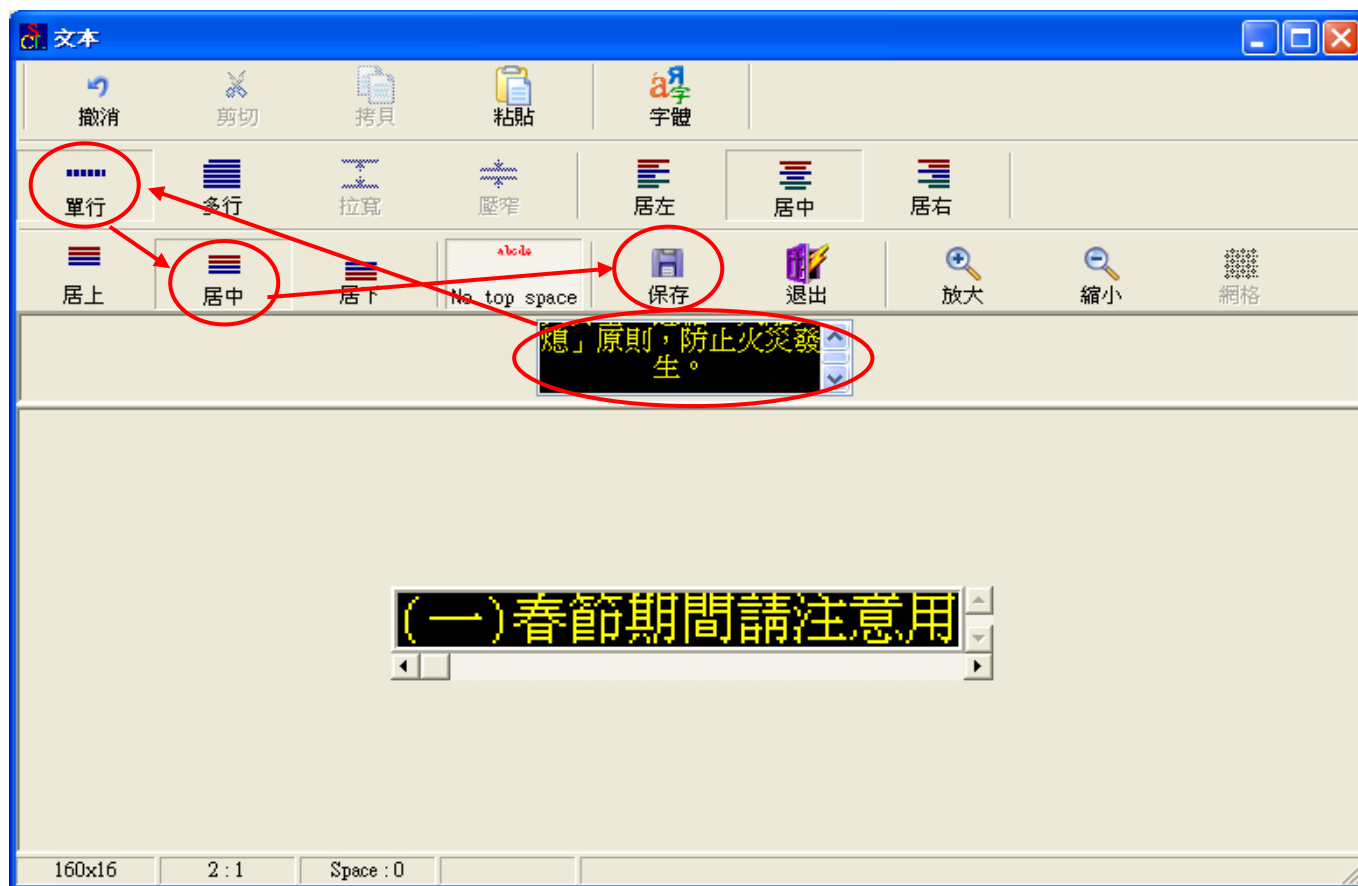 文本
撤消 剪切 拷貝 粘貼 字體
單行 多行 拉寬 壓窄 居左 居中 居右
abcde
居上 居中 居下 No top space 保存 退出 放大 縮小 網格
熄」原則，防止火災發
生。
(一)春節期間請注意用
160x16 2:1 Space:0